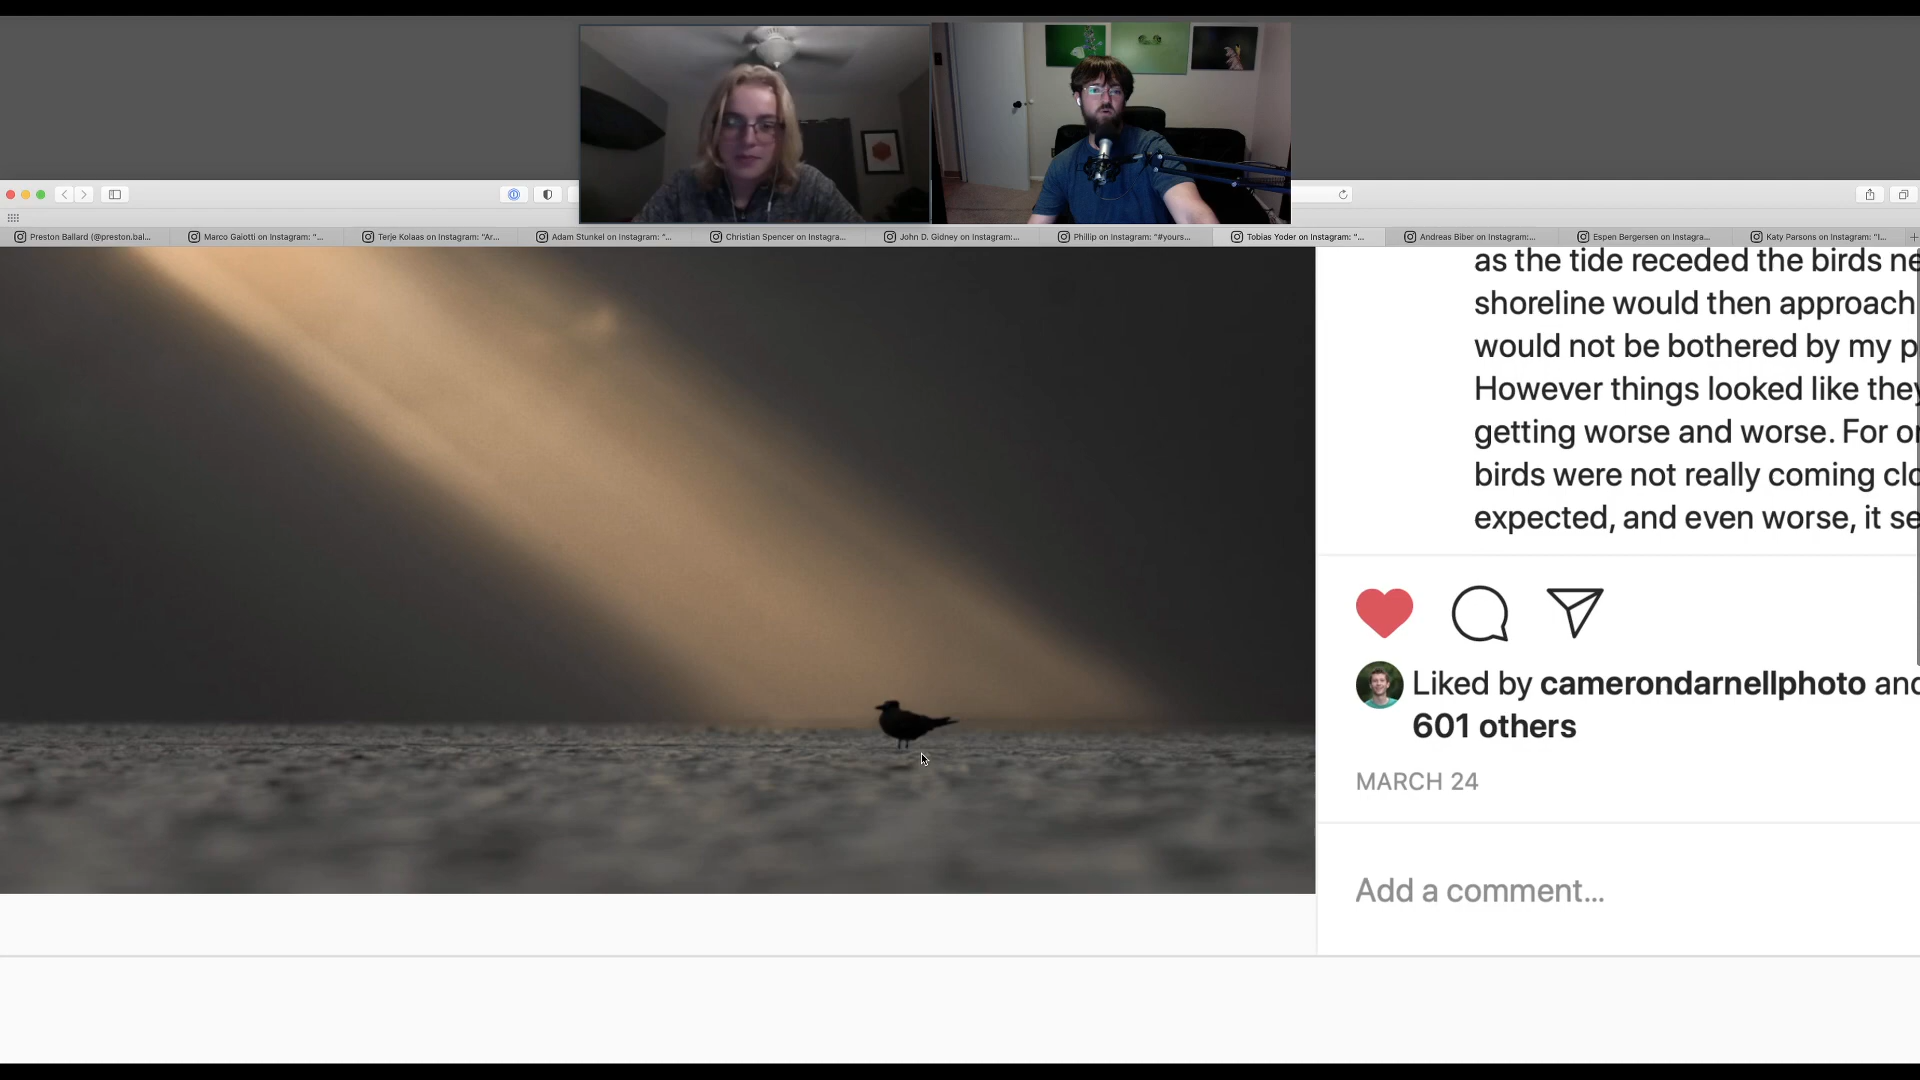 Preston Ballard (@preston.bal...
Marco Gaiotti on Instagram: "...
Terje Kolaas on Instagram: "Ar...
Adam Stunkel on Instagram: "...
Christian Spencer on Instagra...
John D. Gidney on Instagram:...
Phillip on Instagram: "#yours...
Tobias Yoder on Instagram: "...
Andreas Biber on Instagram:...
Espen Bergersen on Instagra...
Katy Parsons on Instagram: "I...
as the tide receded the birds ne
shoreline would then approach
would not be bothered by my p
However things looked like they
getting worse and worse. For or
birds were not really coming clo
expected, and even worse, it se
Liked by camerondarnellphoto and
601 others
MARCH 24
Add a comment...